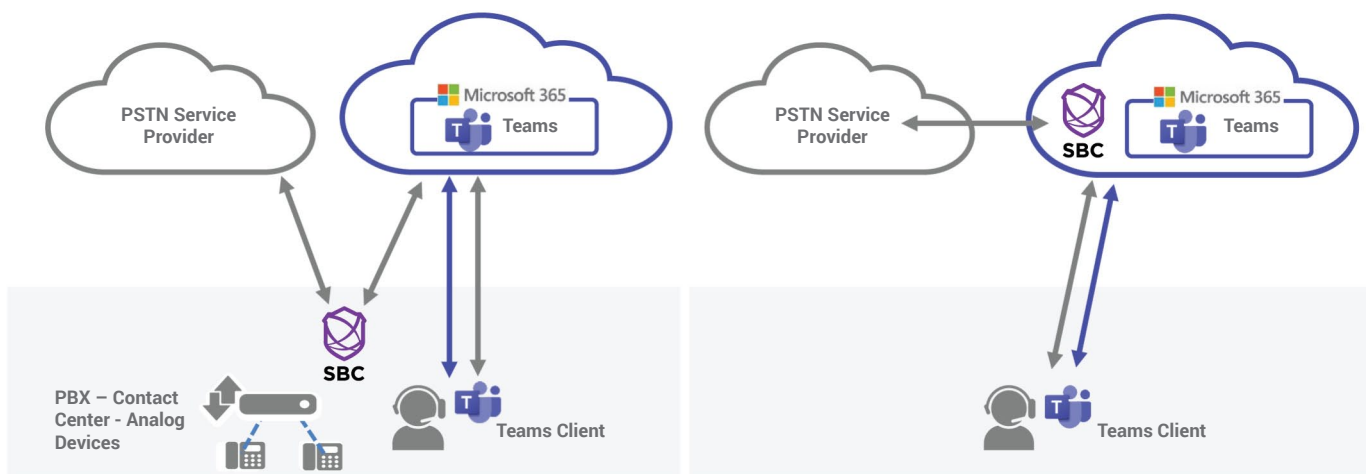 PSTN Service
Provider
Microsoft 365
T
Teams
SBC
PBX – Contact
Center - Analog
Devices
T
Teams Client
PSTN Service
Provider
Microsoft 365
T
Teams
SBC
T
Teams Client